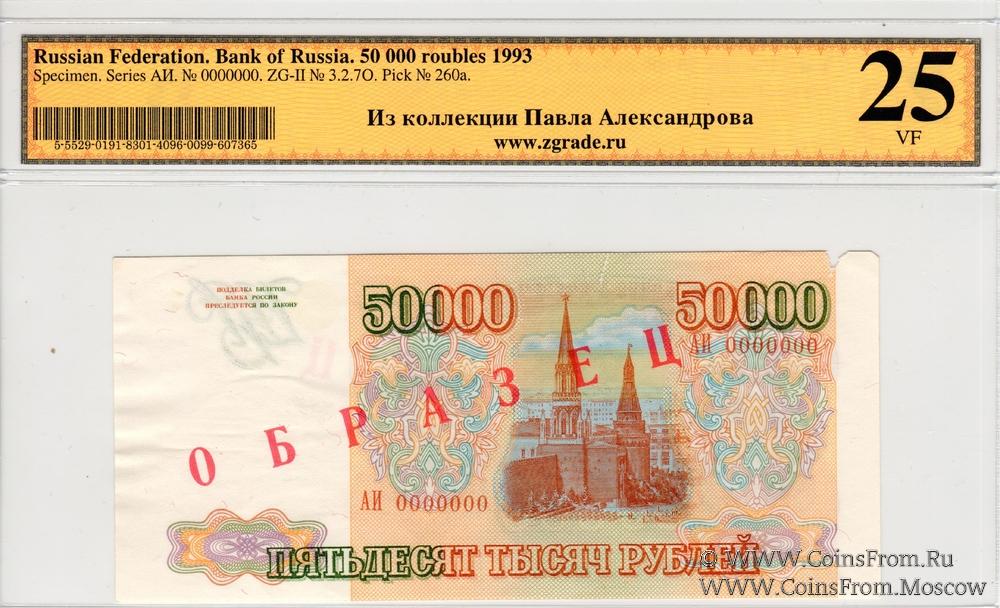 Russian Federation. Bank of Russia. 50 000 roubles 1993
Specimen. Series АИ. № 0000000. ZG-II № 3.2.7О. Pick № 260a.
25
VF
Из коллекции Павла Александрова
www.zgrade.ru
5-5529-0191-8301-4096-0099-607365
ПОДДЕЛКА БИЛЕТОВ
БАНКА РОССИИ
ПРЕСЛЕДУЕТСЯ ПО ЗАКОНУ
50000
50000
АИ 0000000
ОБРАЗЕЦ
АИ 0000000
ПЯТЬДЕСЯТ ТЫСЯЧ РУБЛЕЙ
© WWW.CoinsFrom.Ru
WWW.CoinsFrom.Moscow